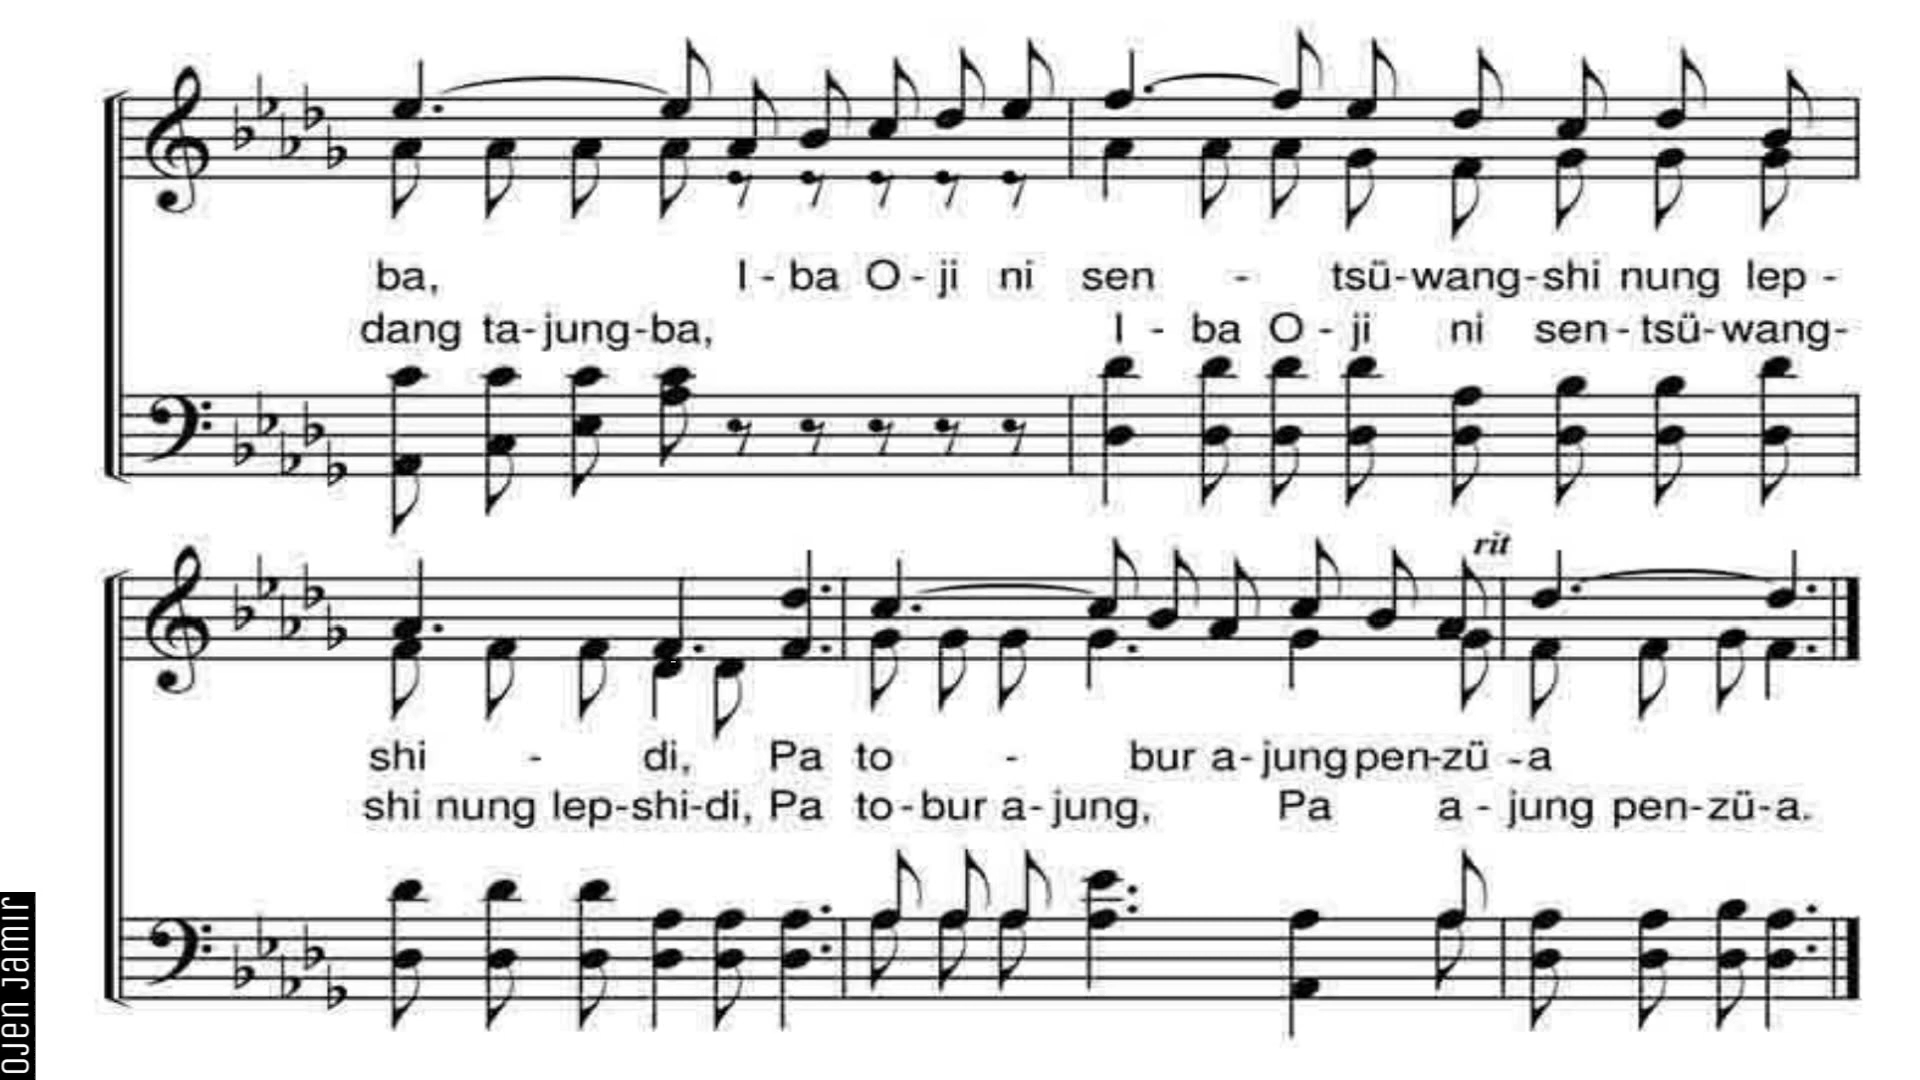 ba, I - ba O - ji ni sen - tsü-wang-shi nung lep -
dang ta-jung-ba, I - ba O - ji ni sen-tsü-wang-
rit
shi - di, Pa to - bur a-jung pen-zü -a
shi nung lep-shi-di, Pa to-bur a-jung, Pa a-jung pen-zü-a.
OJEN JAMIR